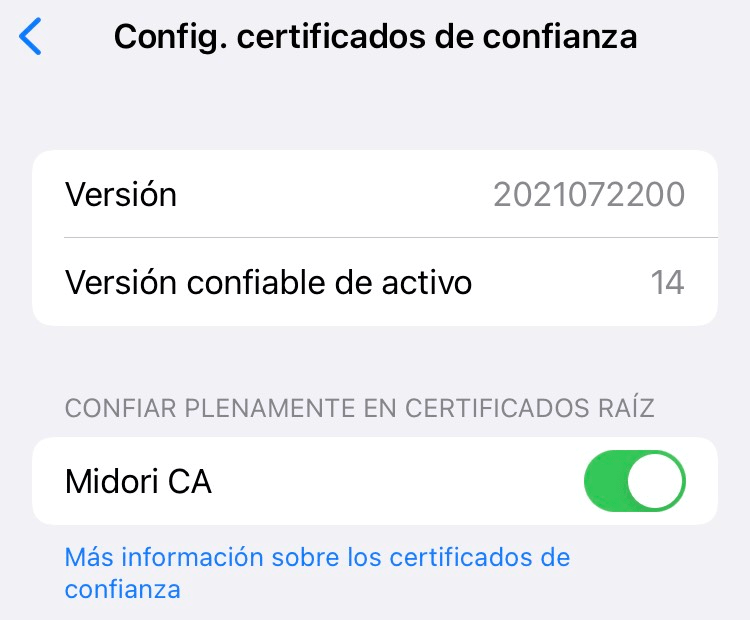 Config. certificados de confianza
Versión 2021072200
Versión confiable de activo 14
CONFIAR PLENAMENTE EN CERTIFICADOS RAÍZ
Midori CA
Más información sobre los certificados de
confianza